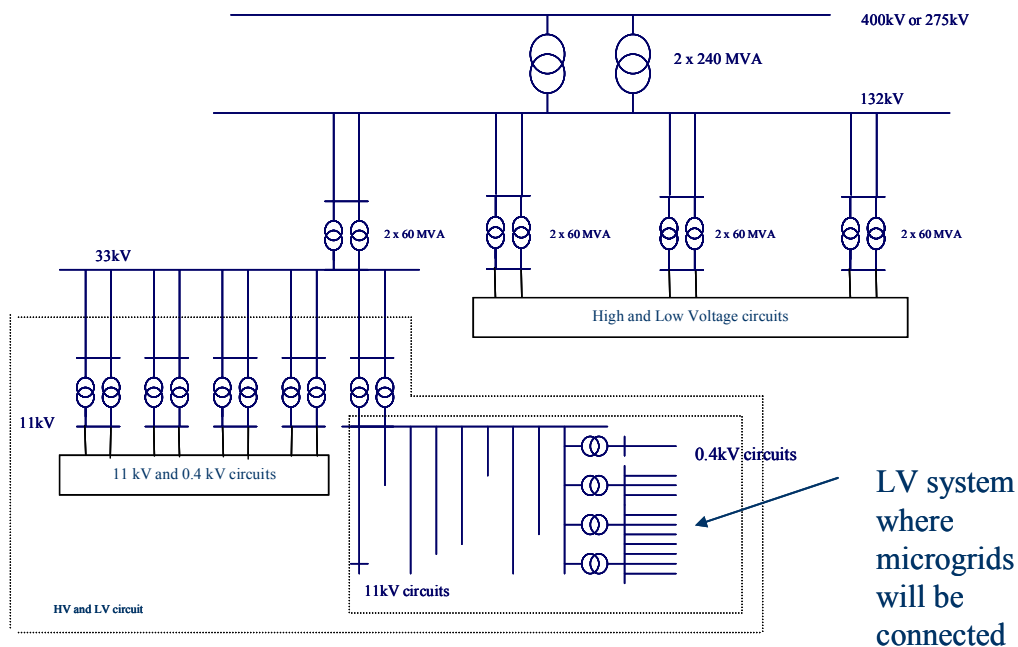 400kV or 275kV
2 x 240 MVA
132kV
2 x 60 MVA
2 x 60 MVA
2 x 60 MVA
2 x 60 MVA
33kV
High and Low Voltage circuits
11kV
11 kV and 0.4 kV circuits
0.4kV circuits
LV system
where
microgrids
will be
connected
11kV circuits
HV and LV circuit